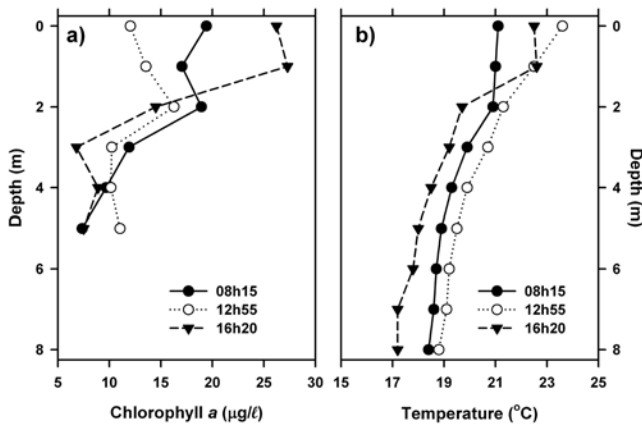 a)
0
2
4
6
8
Depth (m)
08h15
12h55
16h20
5
10
15
20
25
30
Chlorophyll a (µg/ℓ)
b)
0
2
4
6
8
Depth (m)
08h15
12h55
16h20
15
17
19
21
23
25
Temperature (°C)